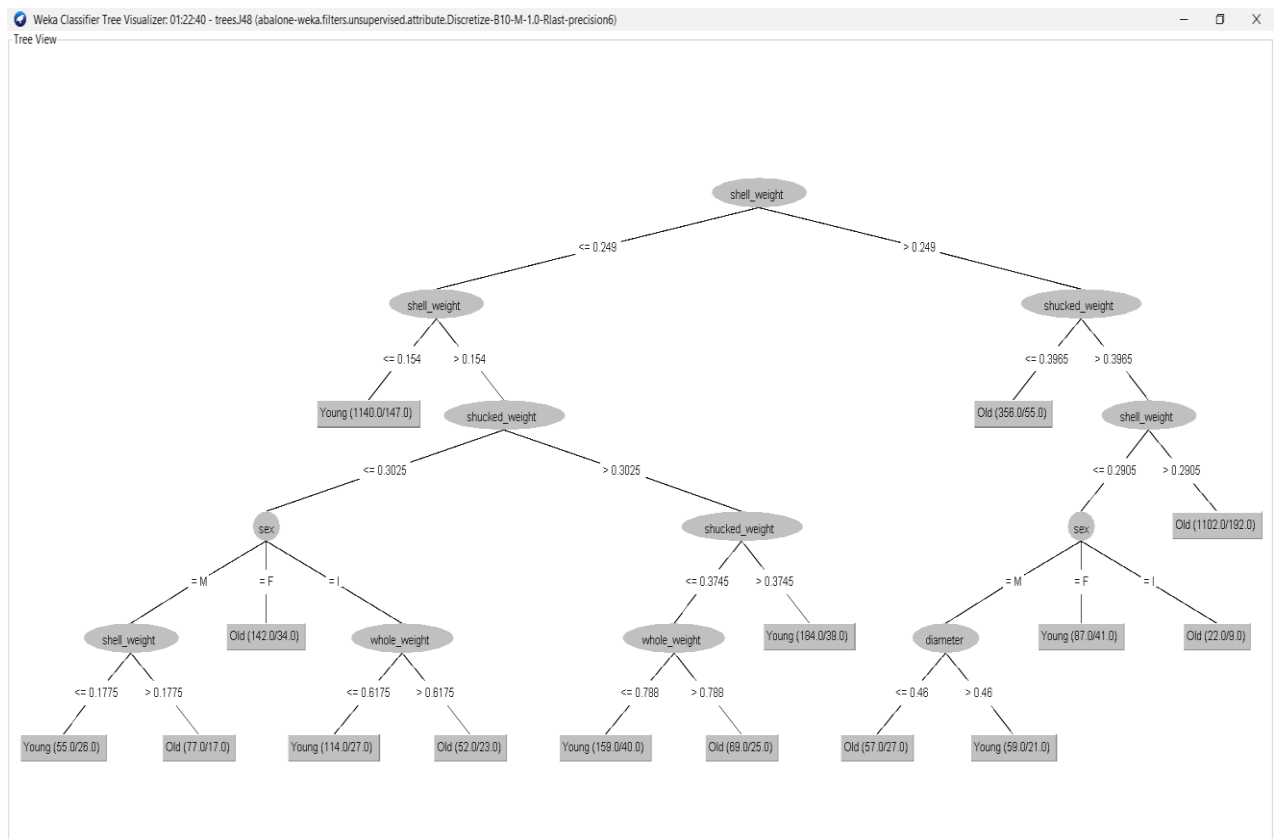 Weka Classifier Tree Visualizer: 01:22:40 - trees.J48 (abalone-weka.filters.unsupervised.attribute.Discretize-B10-M-1.0-Rlast-precision6)
Tree View
shell_weight
<= 0.249 > 0.249
shell_weight shucked_weight
<= 0.154 > 0.154 <= 0.3965 > 0.3965
Young (1140.0/147.0) shucked_weight Old (356.0/55.0) shell_weight
<= 0.3025 > 0.3025 <= 0.2905 > 0.2905
sex shucked_weight sex Old (1102.0/192.0)
= M = F = I <= 0.3745 > 0.3745 = M = F = I
shell_weight Old (142.0/34.0) whole_weight whole_weight Young (184.0/39.0) diameter Young (87.0/41.0) Old (22.0/9.0)
<= 0.1775 > 0.1775 <= 0.6175 > 0.6175 <= 0.788 > 0.788 <= 0.46 > 0.46
Young (55.0/26.0) Old (77.0/17.0) Young (114.0/27.0) Old (52.0/23.0) Young (159.0/40.0) Old (69.0/25.0) Old (57.0/27.0) Young (59.0/21.0)